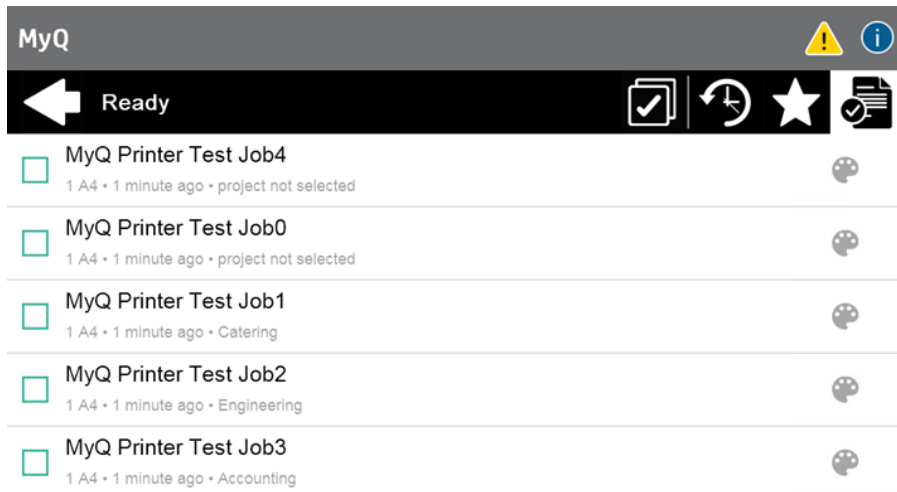 MyQ
Ready
MyQ Printer Test Job4
1 A4 • 1 minute ago • project not selected
MyQ Printer Test Job0
1 A4 • 1 minute ago • project not selected
MyQ Printer Test Job1
1 A4 • 1 minute ago • Catering
MyQ Printer Test Job2
1 A4 • 1 minute ago • Engineering
MyQ Printer Test Job3
1 A4 • 1 minute ago • Accounting